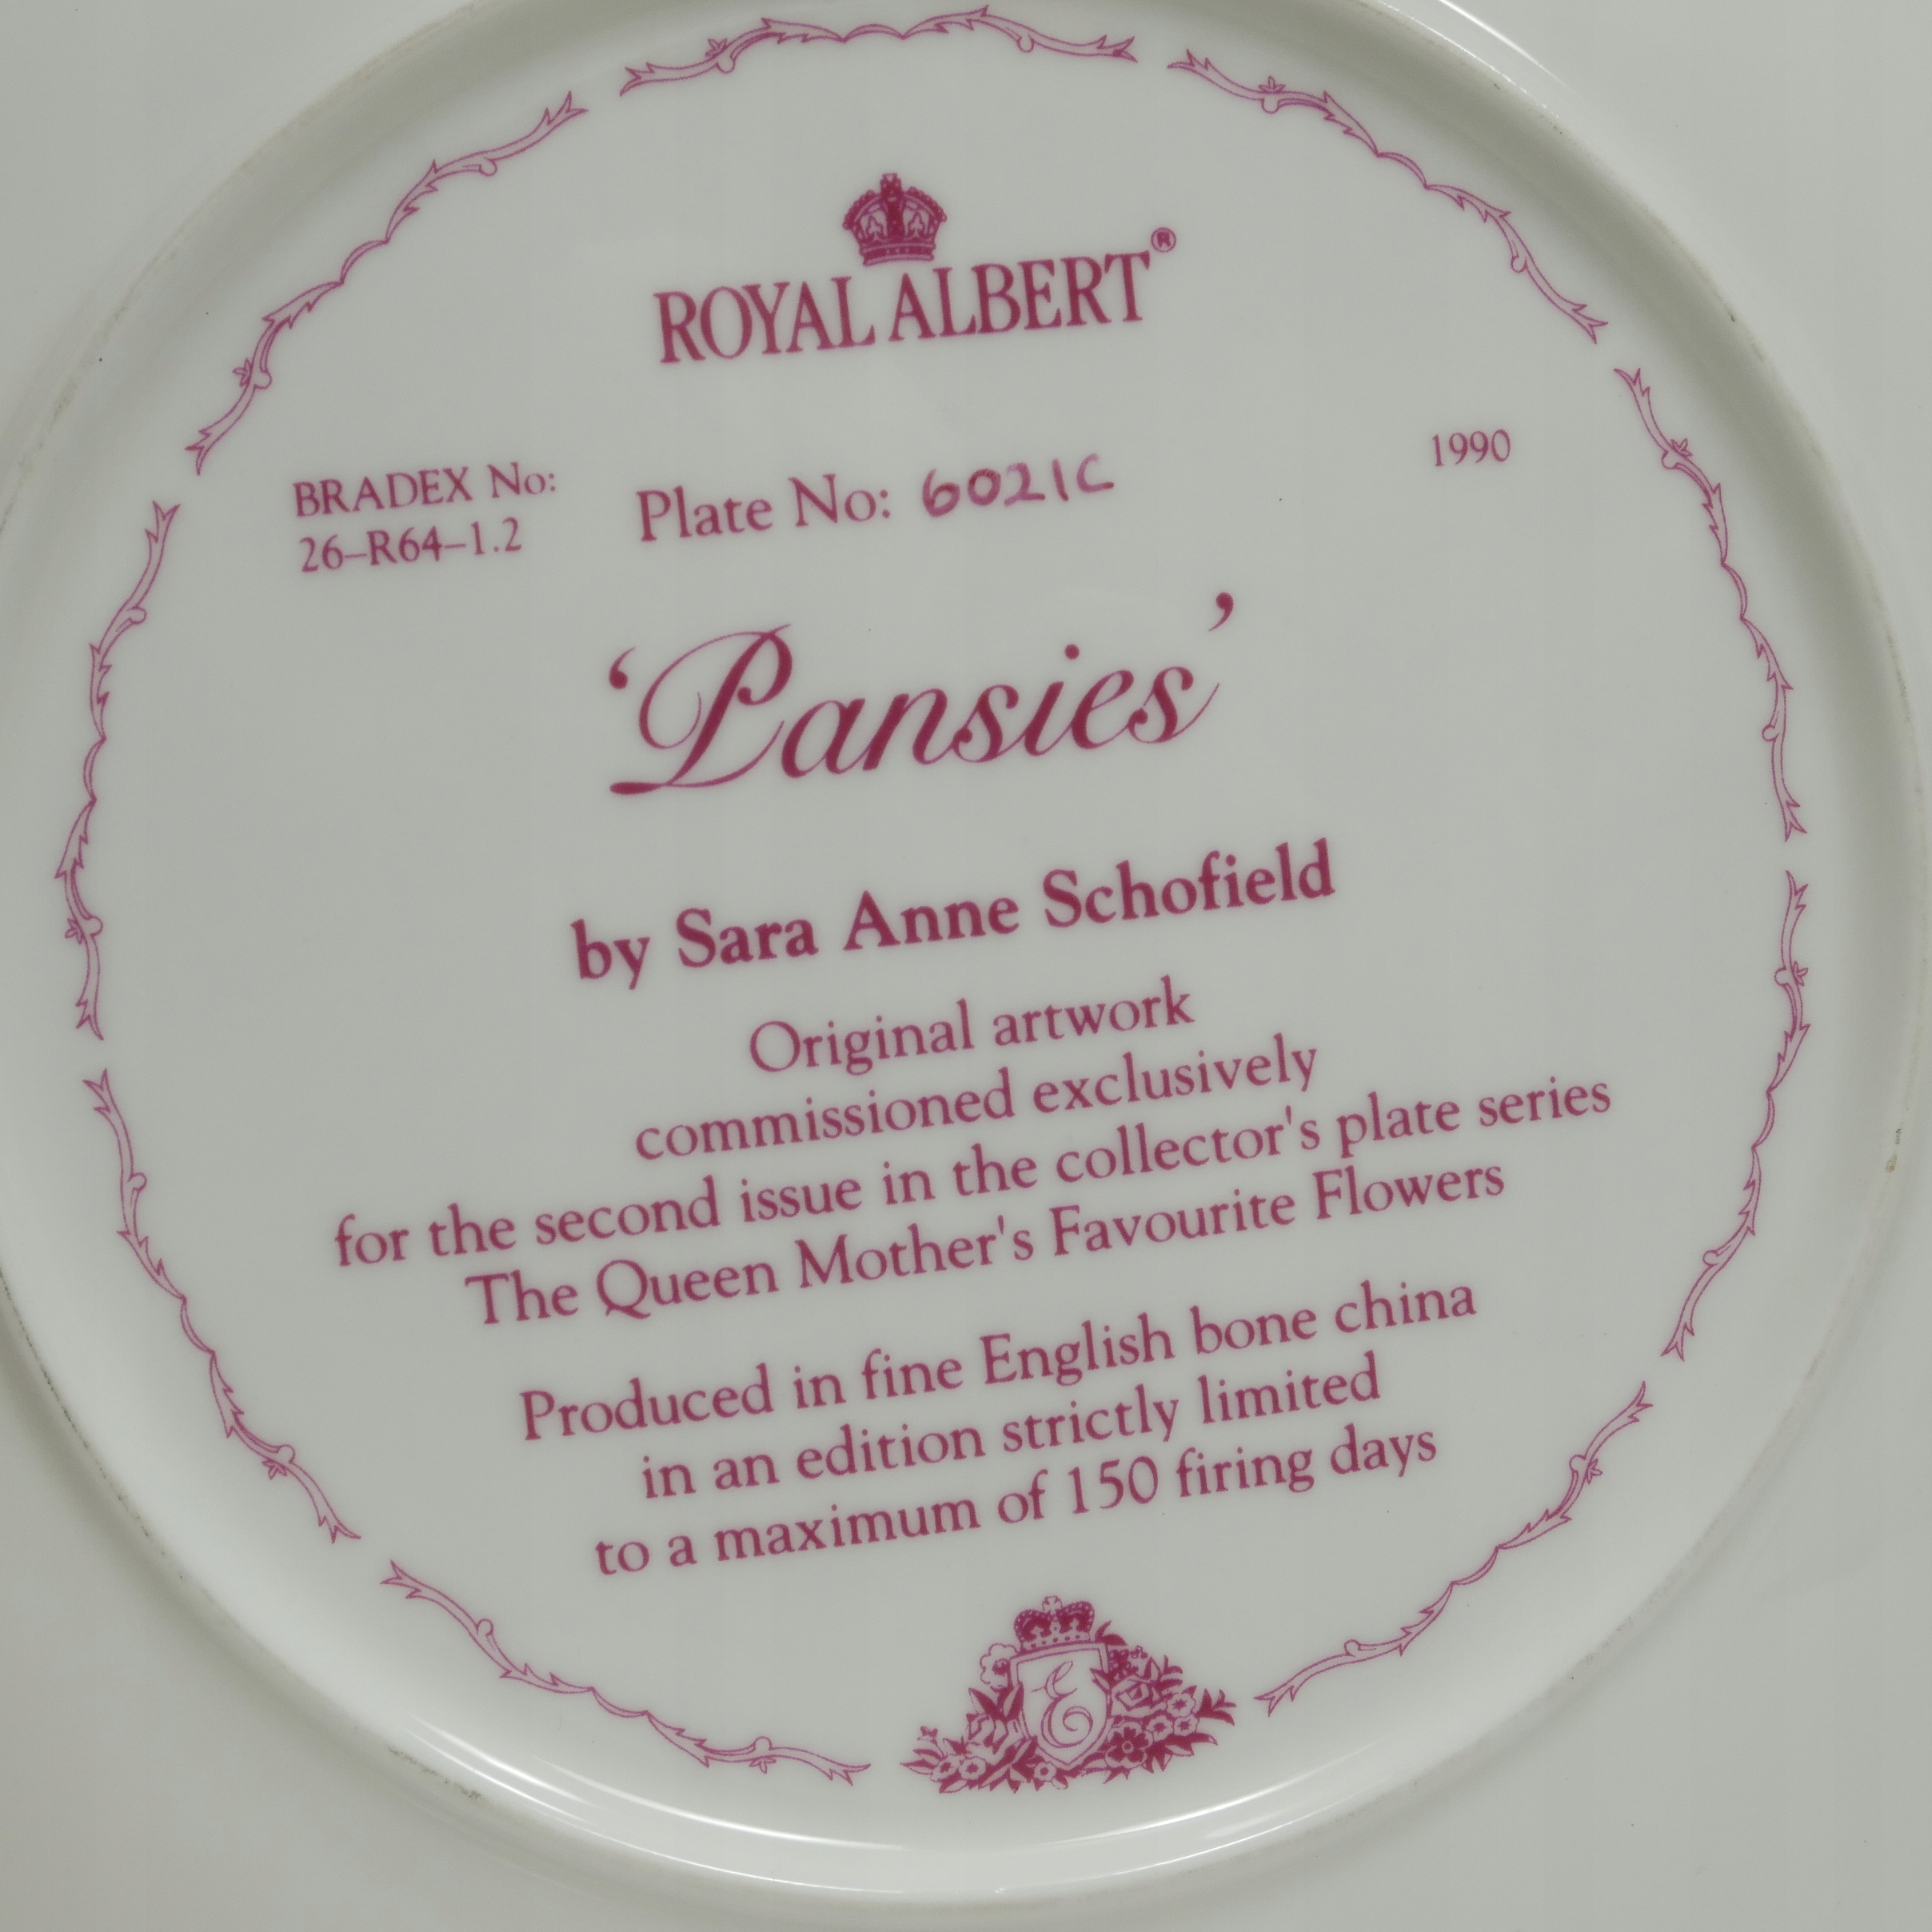 ROYAL ALBERT®
BRADEX No:
26–R64–1.2
Plate No: 6021C
1990
‘Pansies’
by Sara Anne Schofield
Original artwork
commissioned exclusively
for the second issue in the collector's plate series
The Queen Mother's Favourite Flowers
Produced in fine English bone china
in an edition strictly limited
to a maximum of 150 firing days
E